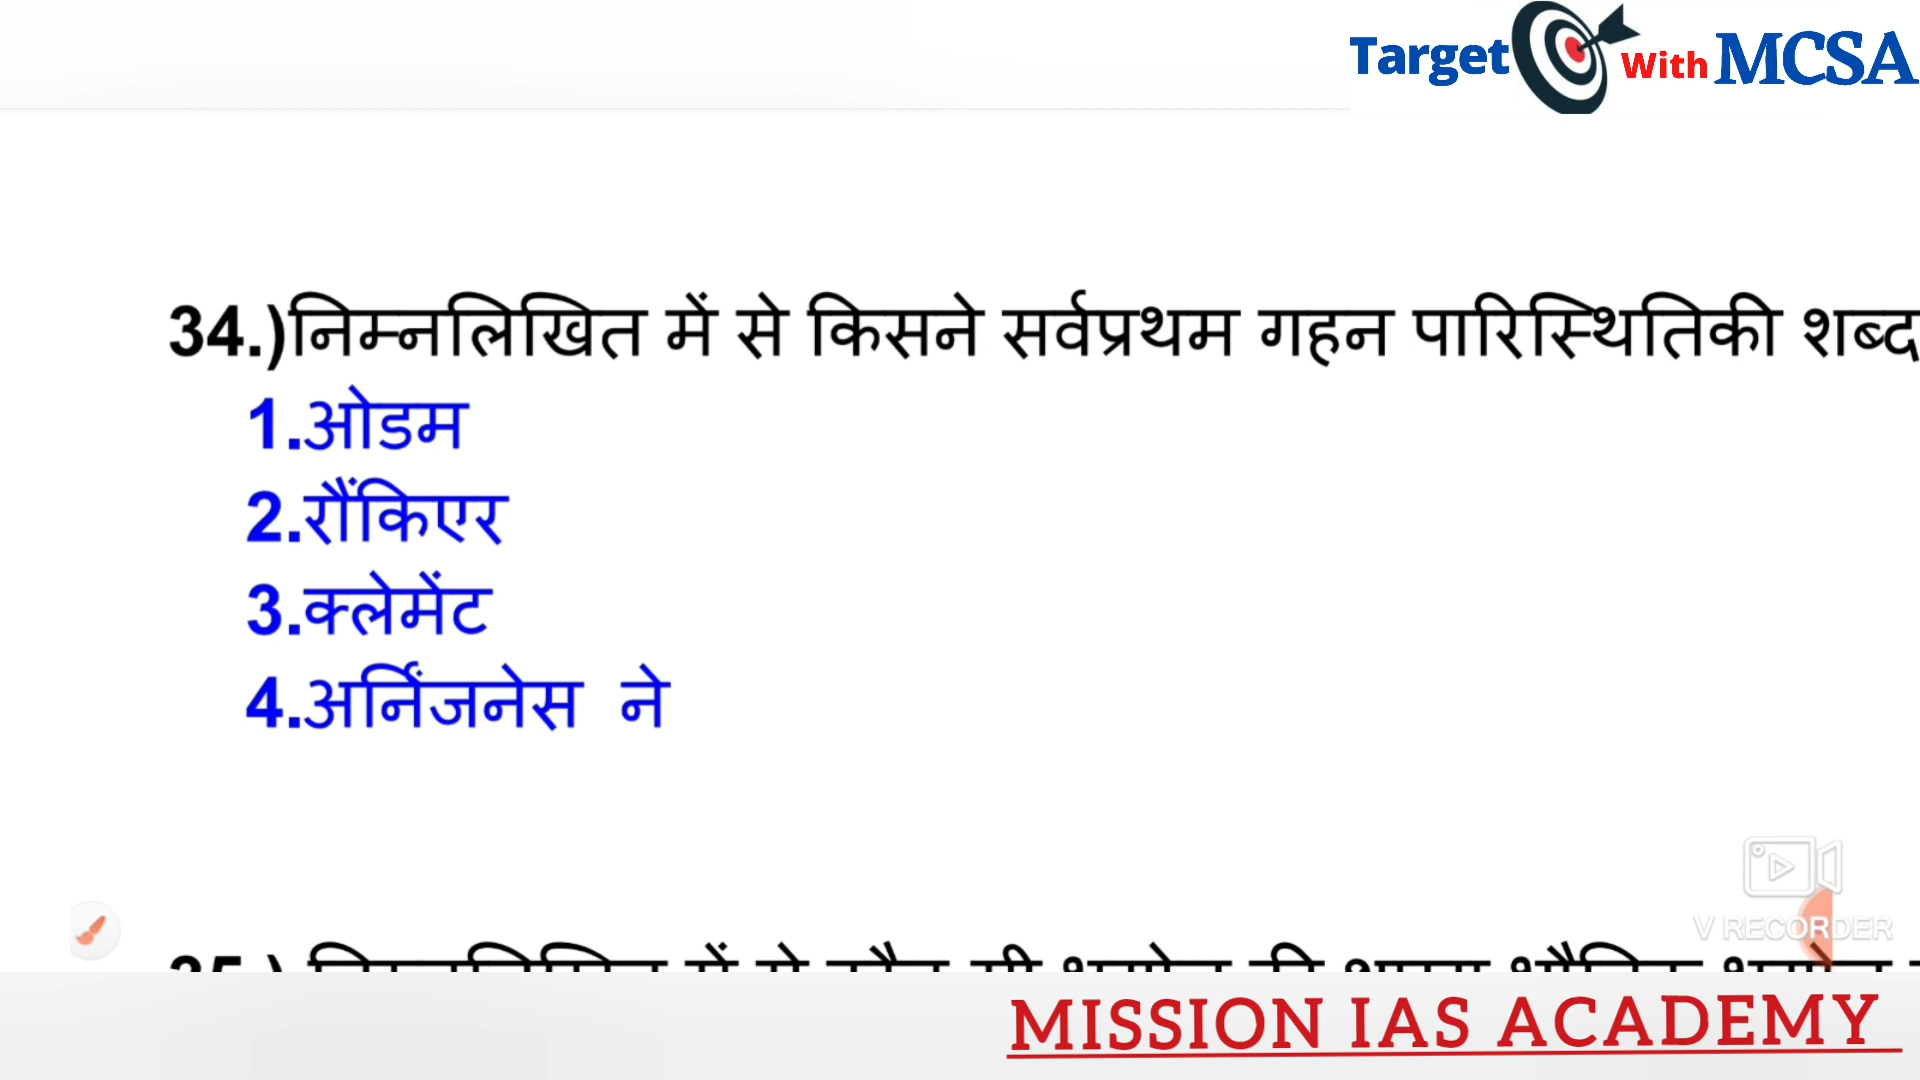 Target With MCSA
34.)निम्नलिखित में से किसने सर्वप्रथम गहन पारिस्थितिकी शब्द
1.ओडम
2.रौंकिएर
3.क्लेमेंट
4.अर्निंजनेस ने
V RECORDER
MISSION IAS ACADEMY